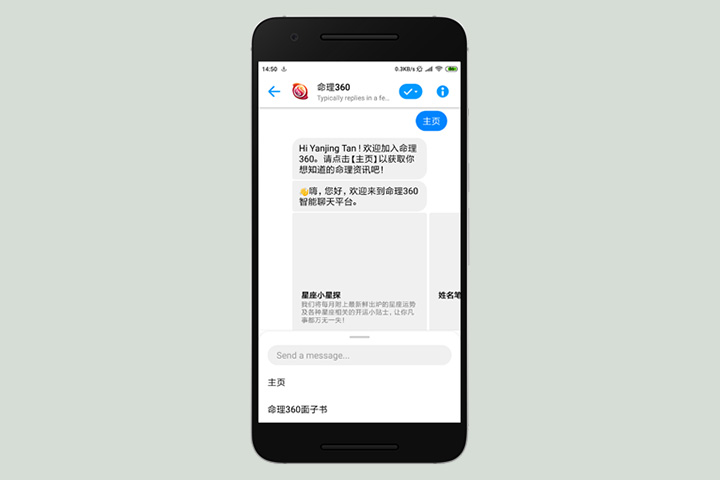 14:50
0.3KB/s
86
命理360
Typically replies in a fe...
主页
Hi Yanjing Tan ! 欢迎加入命理
360。请点击【主页】以获取你
想知道的命理资讯吧！
👋嗨，您好，欢迎来到命理360
智能聊天平台。
星座小星探
姓名笔
我们将每月附上最新鲜出炉的星座运势
及各种星座相关的开运小贴士，让你凡
事都万无一失！
Send a message...
主页
命理360面子书